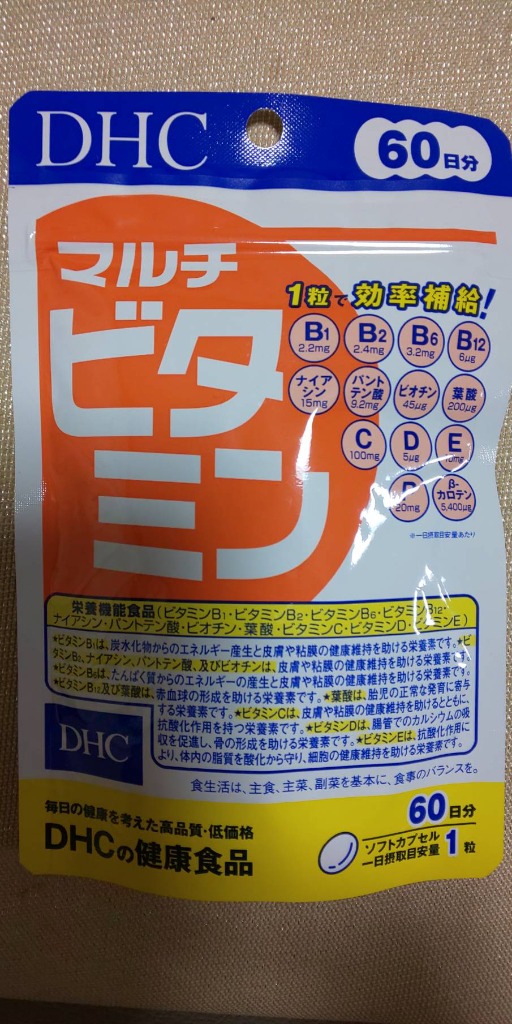 DHC
60日分
マルチ
ビタ
ミン
1粒で効率補給!
B1
2.2mg
B2
2.4mg
B6
3.2mg
B12
6μg
ナイア
シン
15mg
パント
テン酸
9.2mg
ビオチン
45μg
葉酸
200μg
C
100mg
D
5μg
E
P
20mg
β-
カロテン
5,400μg
※一日摂取目安量あたり
栄養機能食品(ビタミンB1・ビタミンB2・ビタミンB6・ビタミンB12・
ナイアシン・パントテン酸・ビオチン・葉酸・ビタミンC・ビタミンD・ビタミンE)
★ビタミンB1は、炭水化物からのエネルギー産生と皮膚や粘膜の健康維持を助ける栄養素です。★ビ
タミンB2、ナイアシン、パントテン酸、及びビオチンは、皮膚や粘膜の健康維持を助ける栄養素です。
★ビタミンB6は、たんぱく質からのエネルギーの産生と皮膚や粘膜の健康維持を助ける栄養素です。
★ビタミンB12及び葉酸は、赤血球の形成を助ける栄養素です。★葉酸は、胎児の正常な発育に寄与
する栄養素です。★ビタミンCは、皮膚や粘膜の健康維持を助けるとともに、
抗酸化作用を持つ栄養素です。★ビタミンDは、腸管でのカルシウムの吸
収を促進し、骨の形成を助ける栄養素です。★ビタミンEは、抗酸化作用に
より、体内の脂質を酸化から守り、細胞の健康維持を助ける栄養素です。
DHC
食生活は、主食、主菜、副菜を基本に、食事のバランスを。
毎日の健康を考えた高品質・低価格
DHCの健康食品
60日分
ソフトカプセル
一日摂取目安量 1粒